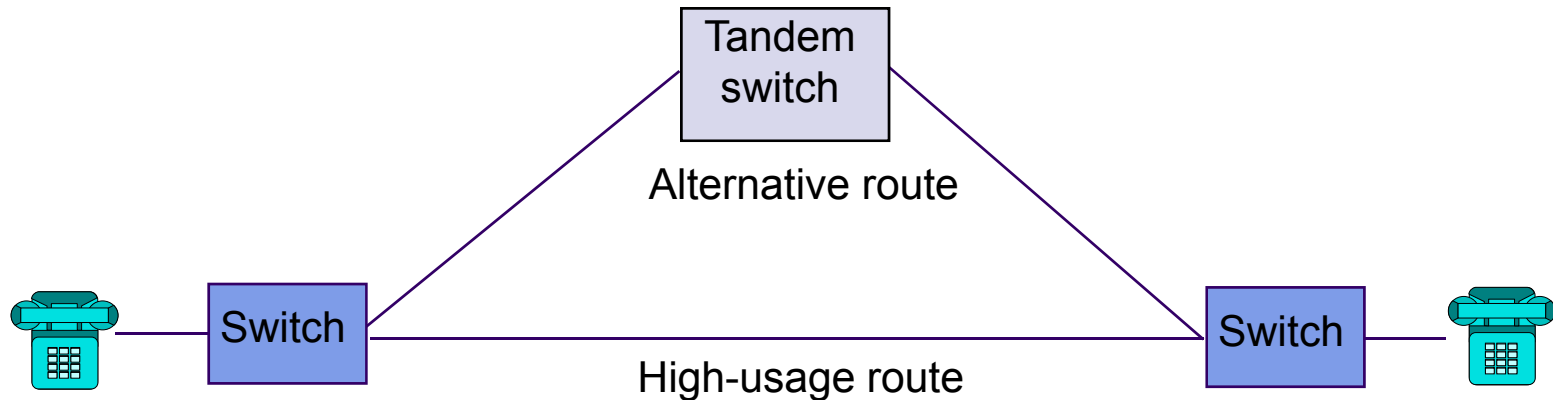 Tandem
switch
Alternative route
Switch
Switch
High-usage route